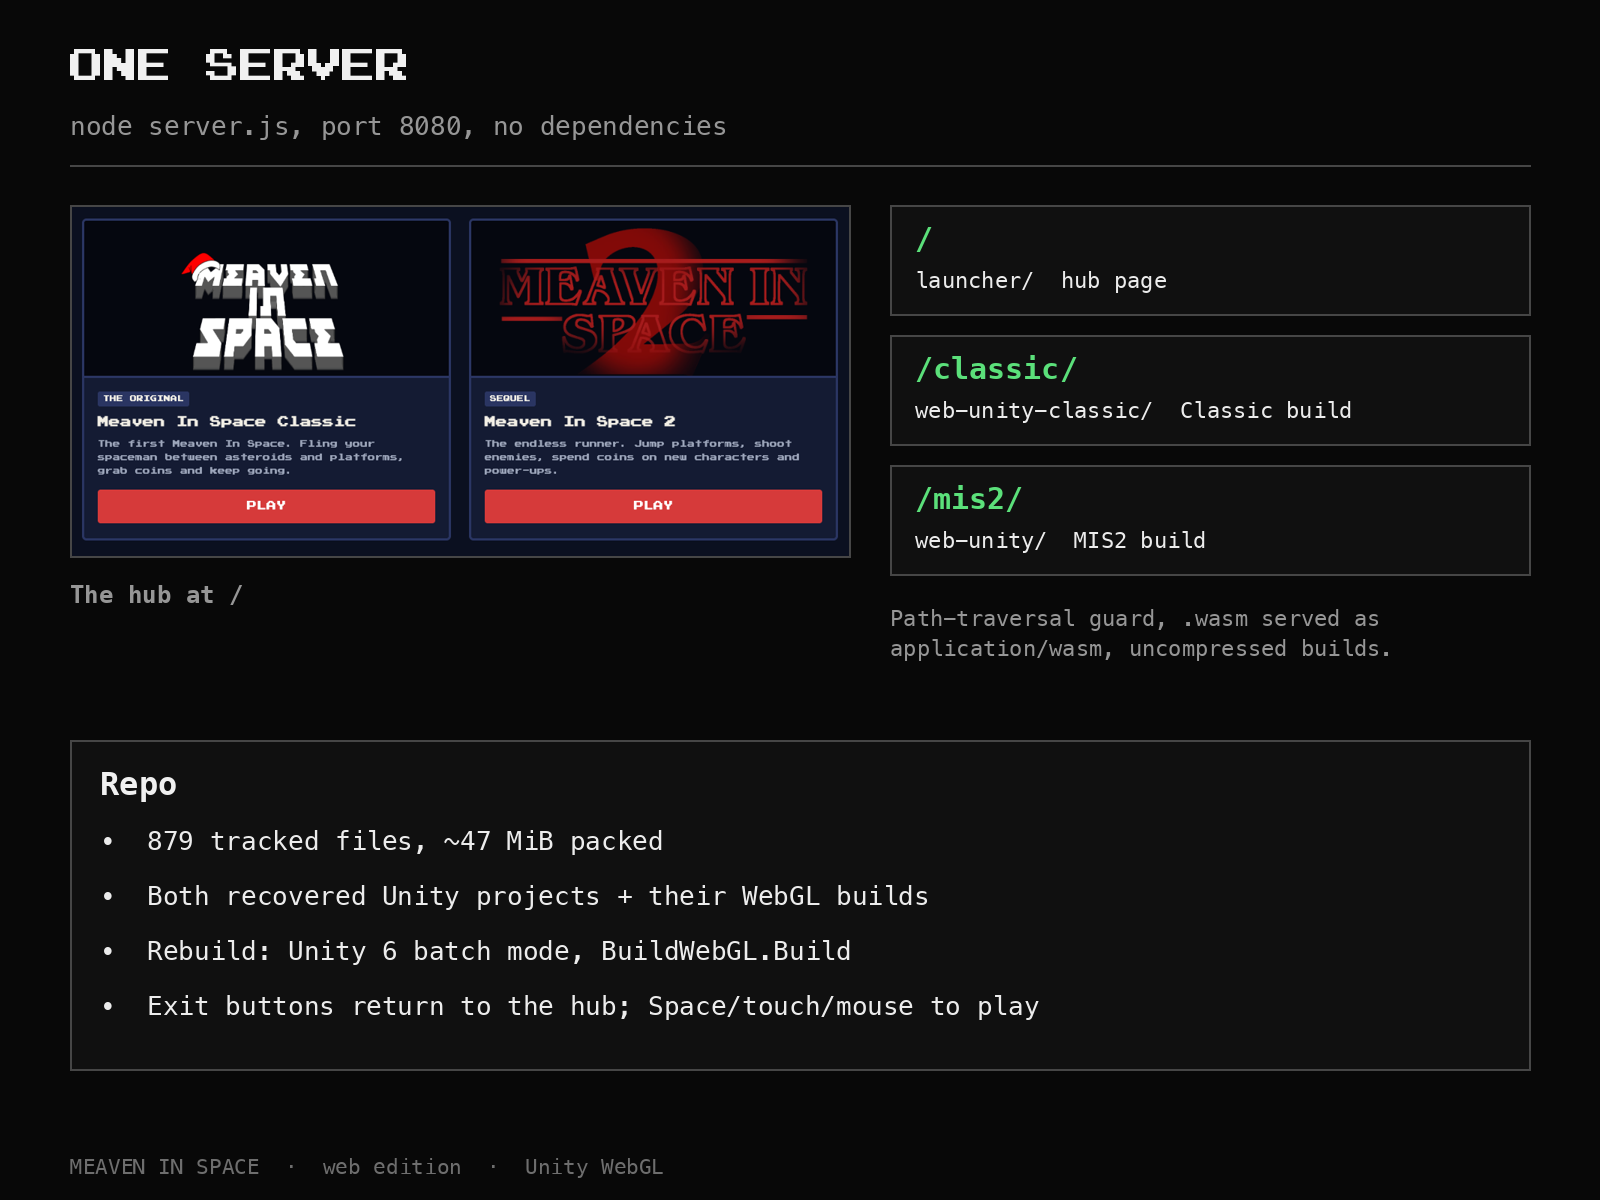 ONE SERVER
node server.js, port 8080, no dependencies
MEAVEN
IN
SPACE
THE ORIGINAL
Meaven In Space Classic
The first Meaven In Space. Fling your
spaceman between asteroids and platforms,
grab coins and keep going.
PLAY
2
MEAVEN IN
SPACE
SEQUEL
Meaven In Space 2
The endless runner. Jump platforms, shoot
enemies, spend coins on new characters and
power-ups.
PLAY
The hub at /
/
launcher/  hub page
/classic/
web-unity-classic/  Classic build
/mis2/
web-unity/  MIS2 build
Path-traversal guard, .wasm served as
application/wasm, uncompressed builds.
Repo
• 879 tracked files, ~47 MiB packed
• Both recovered Unity projects + their WebGL builds
• Rebuild: Unity 6 batch mode, BuildWebGL.Build
• Exit buttons return to the hub; Space/touch/mouse to play
MEAVEN IN SPACE · web edition · Unity WebGL